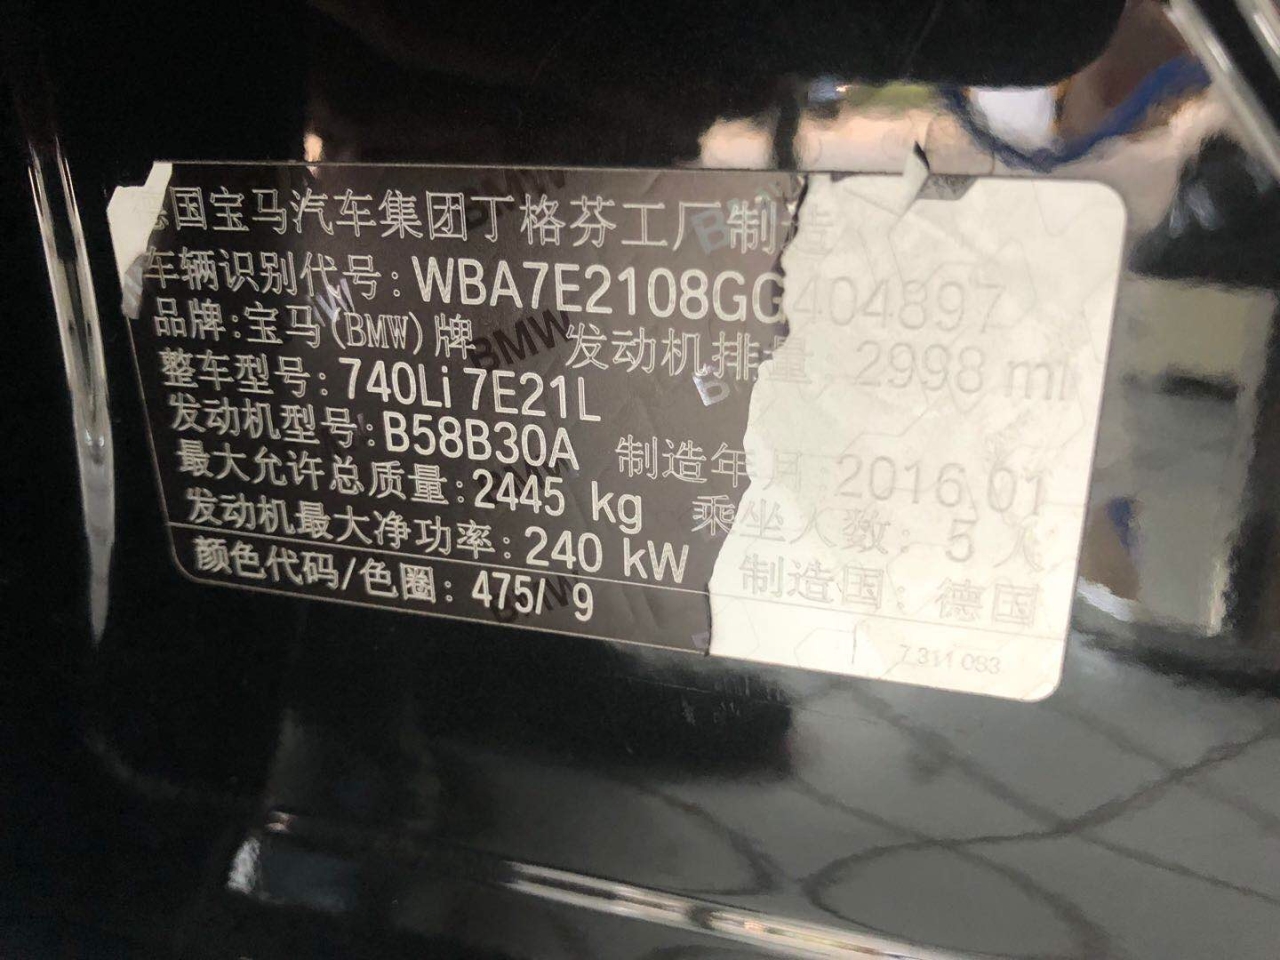 德国宝马汽车集团丁格芬工厂制造
车辆识别代号: WBA7E2108GG404897
品牌: 宝马(BMW)牌 发动机排量: 2998 ml
整车型号: 740Li 7E21L
发动机型号: B58B30A 制造年月 2016.01
最大允许总质量: 2445 kg 乘坐人数: 5 人
发动机最大净功率: 240 kW 制造国: 德国
颜色代码/色圈: 475/ 9
7 311 083